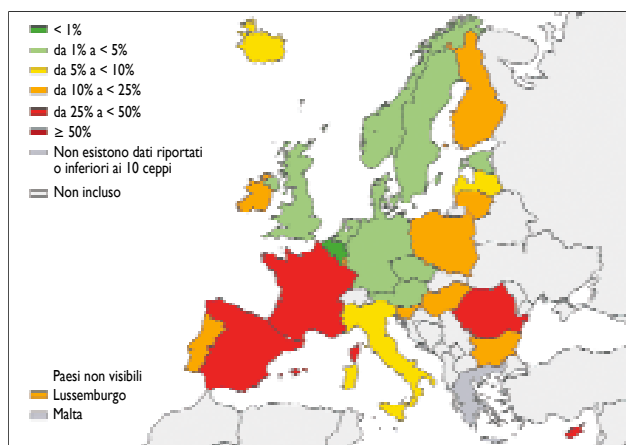 < 1%
da 1% a < 5%
da 5% a < 10%
da 10% a < 25%
da 25% a < 50%
≥ 50%
Non esistono dati riportati
o inferiori ai 10 ceppi
Non incluso
Paesi non visibili
Lussemburgo
Malta